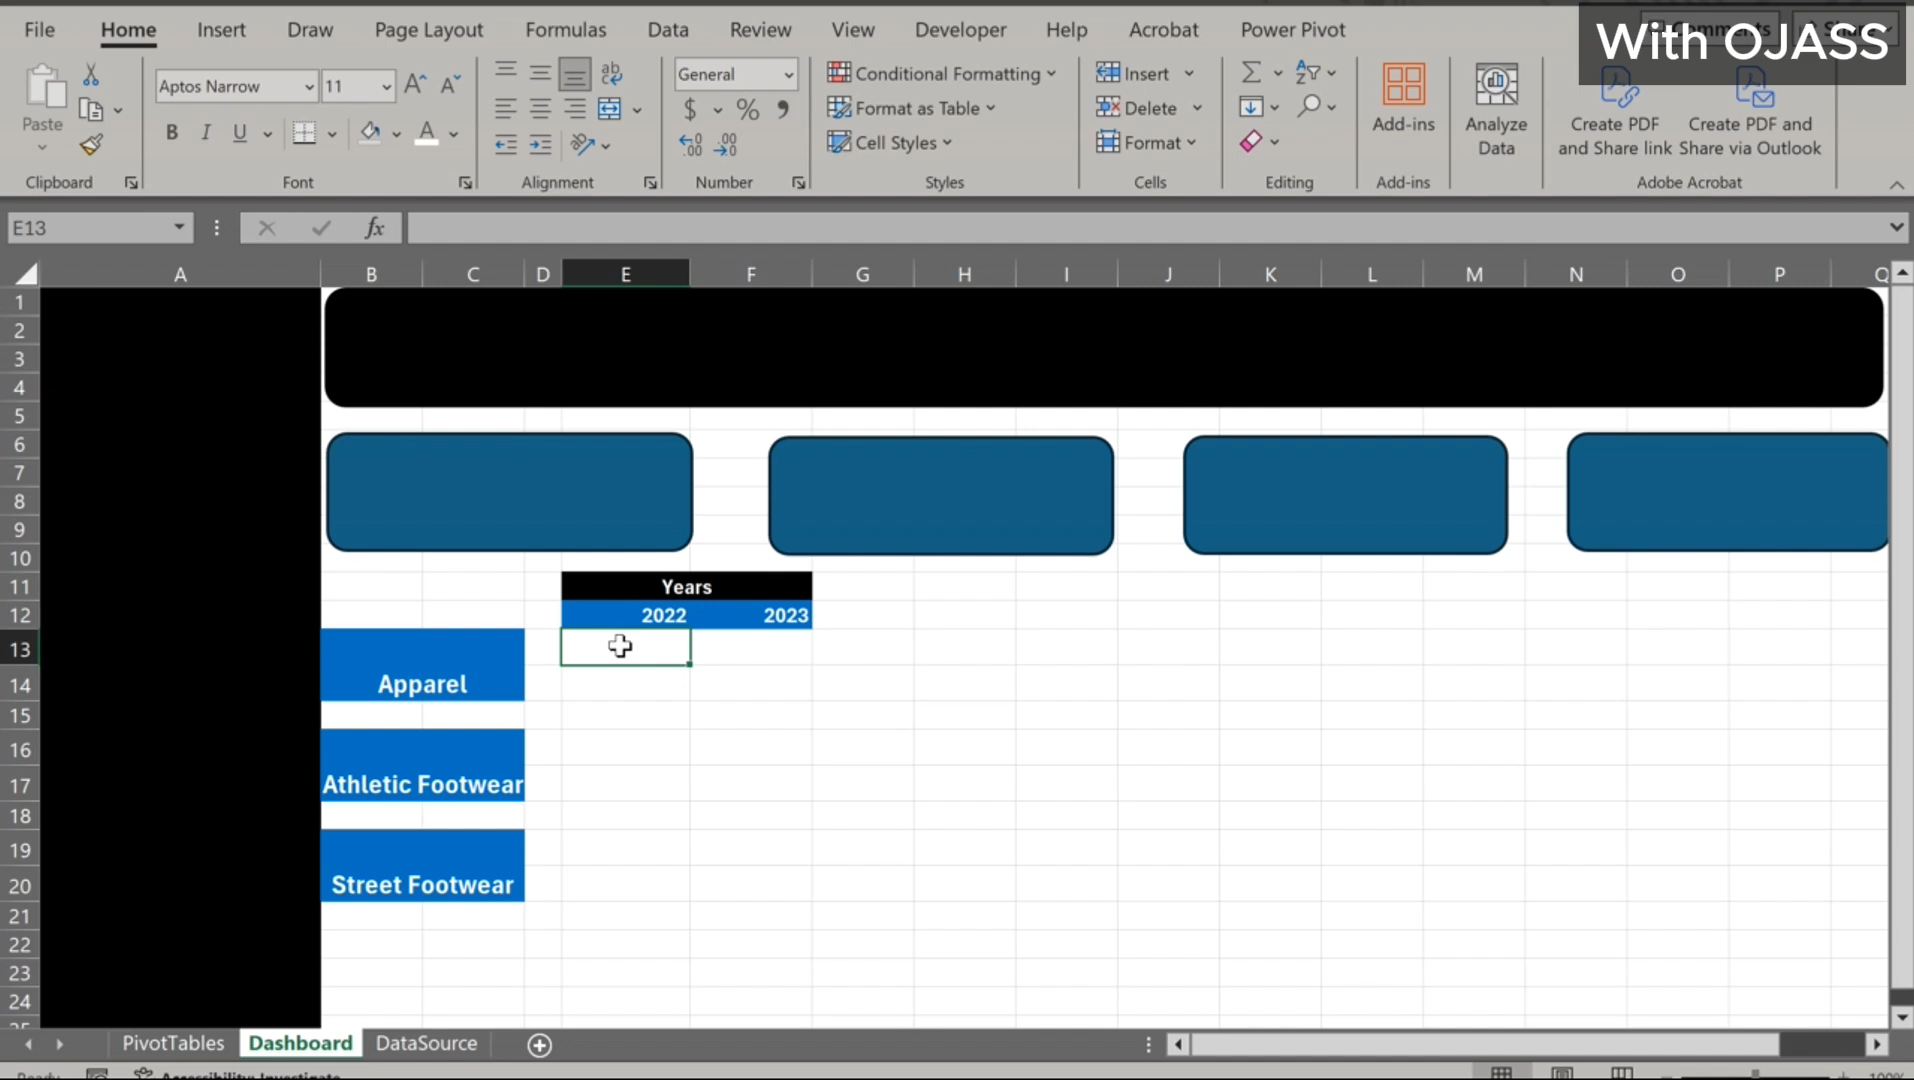 File Home Insert Draw Page Layout Formulas Data Review View Developer Help Acrobat Power Pivot
With OJASS
Paste
Aptos Narrow 11
General
Conditional Formatting
Format as Table
Cell Styles
Insert
Delete
Format
Add-ins
Analyze Data
Create PDF and Share link
Create PDF and Share via Outlook
Clipboard Font Alignment Number Styles Cells Editing Add-ins Adobe Acrobat
E13 fx
A B C D E F G H I J K L M N O P Q
1
2
3
4
5
6
7
8
9
10
11 Years
12 2022 2023
13
14 Apparel
15
16
17 Athletic Footwear
18
19
20 Street Footwear
21
22
23
24
PivotTables Dashboard DataSource